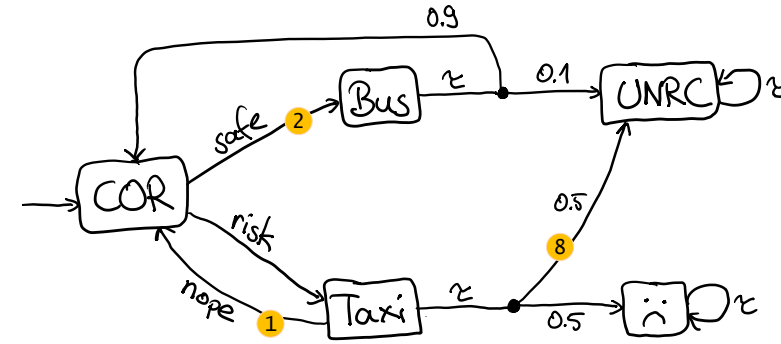 0.9
safe
2
Bus
τ
0.1
UNRC
τ
COR
risk
0.5
8
nope
1
Taxi
τ
0.5
τ